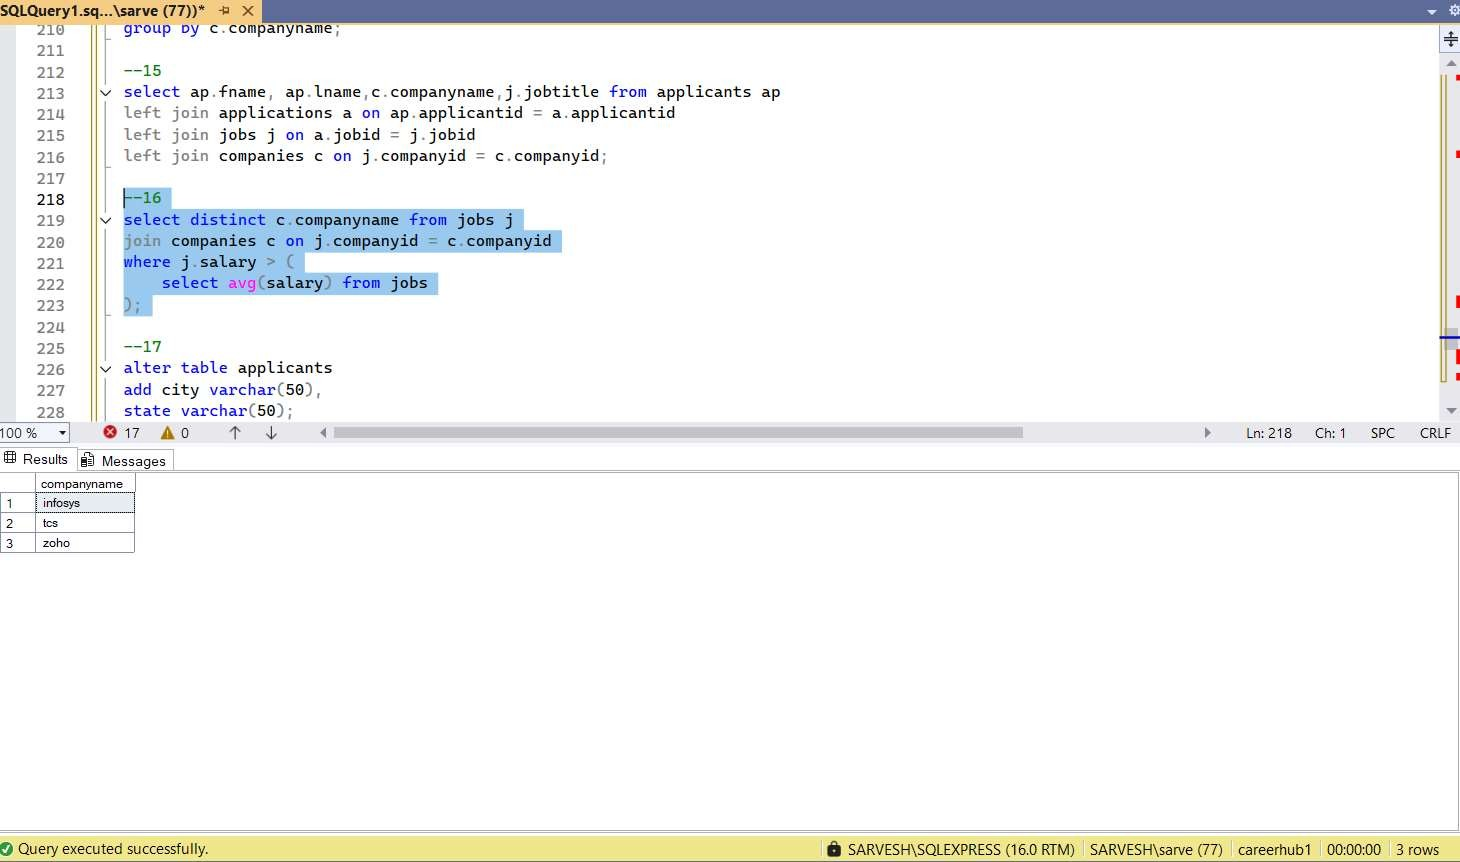 SQLQuery1.sq...\sarve (77))*
210 group by c.companyname;
211
212 --15
213 select ap.fname, ap.lname,c.companyname,j.jobtitle from applicants ap
214 left join applications a on ap.applicantid = a.applicantid
215 left join jobs j on a.jobid = j.jobid
216 left join companies c on j.companyid = c.companyid;
217
218 --16
219 select distinct c.companyname from jobs j
220 join companies c on j.companyid = c.companyid
221 where j.salary > (
222 select avg(salary) from jobs
223 );
224
225 --17
226 alter table applicants
227 add city varchar(50),
228 state varchar(50);
100 % 17 0 Ln: 218 Ch: 1 SPC CRLF
Results Messages
companyname
1 infosys
2 tcs
3 zoho
Query executed successfully. SARVESH\SQLEXPRESS (16.0 RTM) SARVESH\sarve (77) careerhub1 00:00:00 3 rows